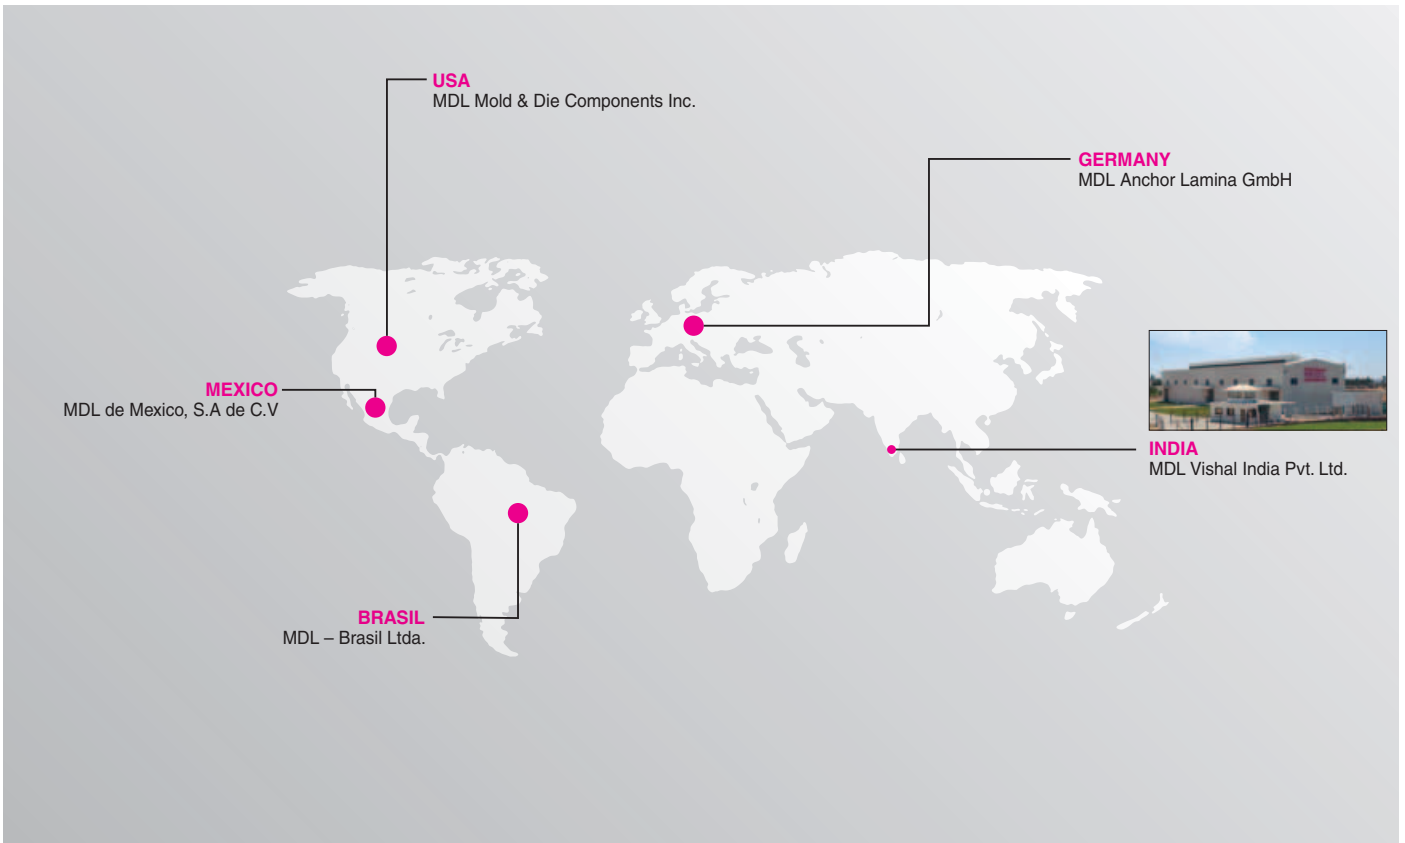 USA
MDL Mold & Die Components Inc.
GERMANY
MDL Anchor Lamina GmbH
MEXICO
MDL de Mexico, S.A de C.V
INDIA
MDL Vishal India Pvt. Ltd.
BRASIL
MDL – Brasil Ltda.